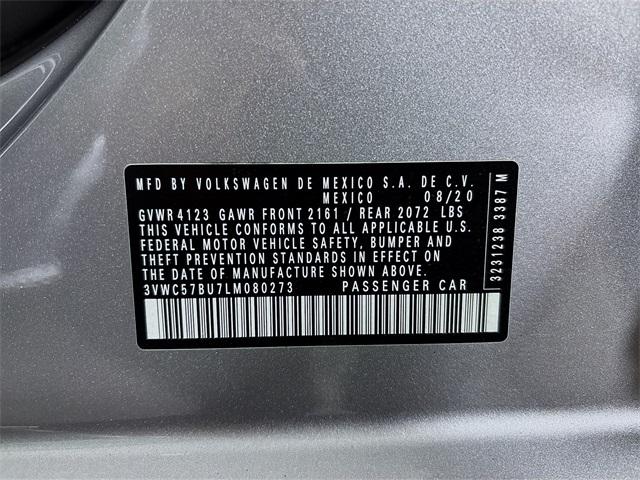 MFD BY VOLKSWAGEN DE MEXICO S.A. DE C.V.
MEXICO 08/20
GVWR 4123 GAWR FRONT 2161 / REAR 2072 LBS
THIS VEHICLE CONFORMS TO ALL APPLICABLE U.S.
FEDERAL MOTOR VEHICLE SAFETY, BUMPER AND
THEFT PREVENTION STANDARDS IN EFFECT ON
THE DATE OF MANUFACTURE SHOWN ABOVE.
3VWC57BU7LM080273 PASSENGER CAR
3231238 3387 M